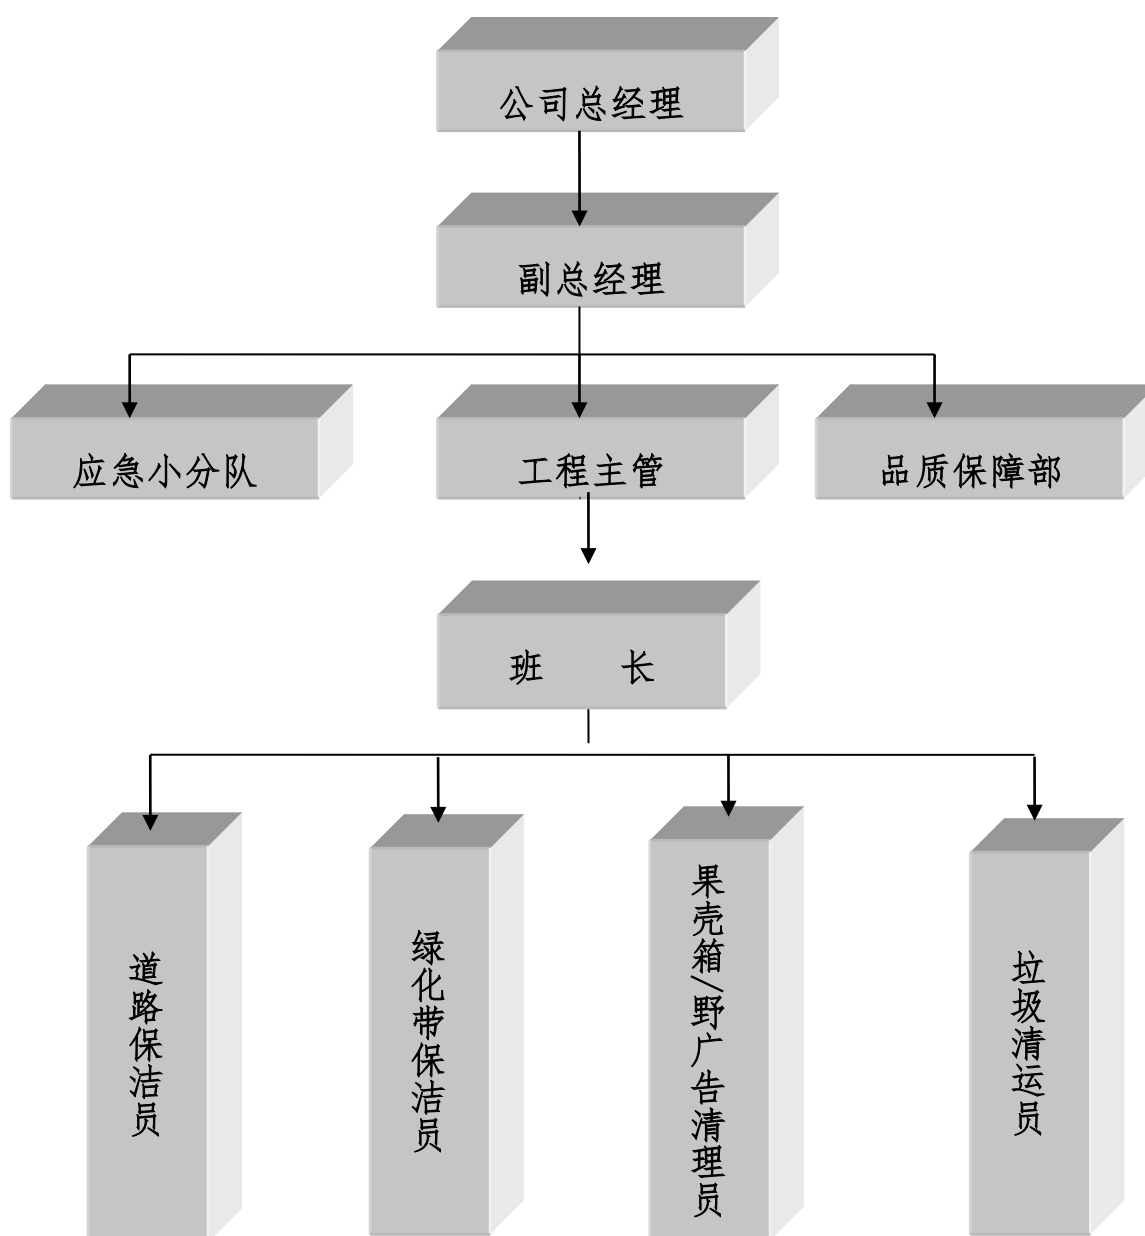 公司总经理
副总经理
应急小分队
工程主管
品质保障部
班 长
道路保洁员
绿化带保洁员
果壳箱/野广告清理员
垃圾清运员